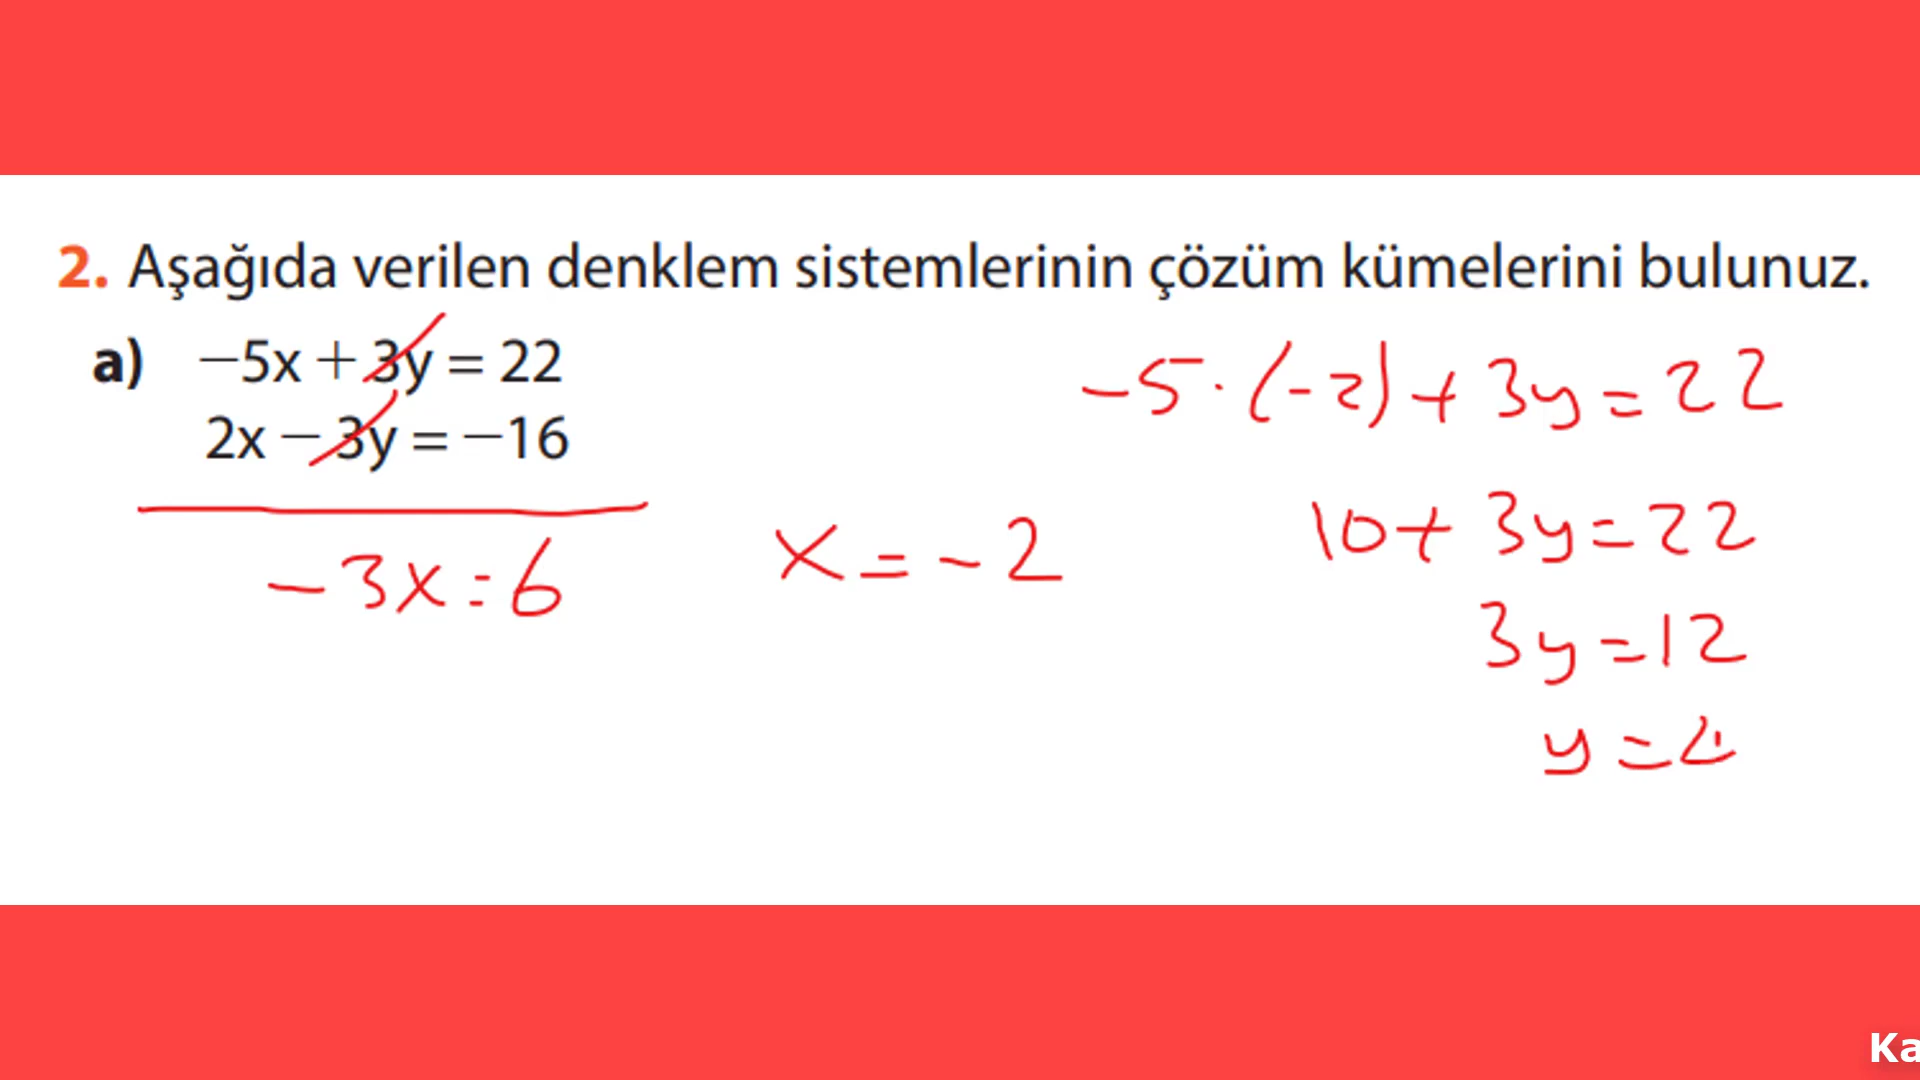 2. Aşağıda verilen denklem sistemlerinin çözüm kümelerini bulunuz.
a) −5x + 3y = 22
2x − 3y = −16
-3x = 6
x = -2
-5·(-2) + 3y = 22
10 + 3y = 22
3y = 12
y = 4
Ka